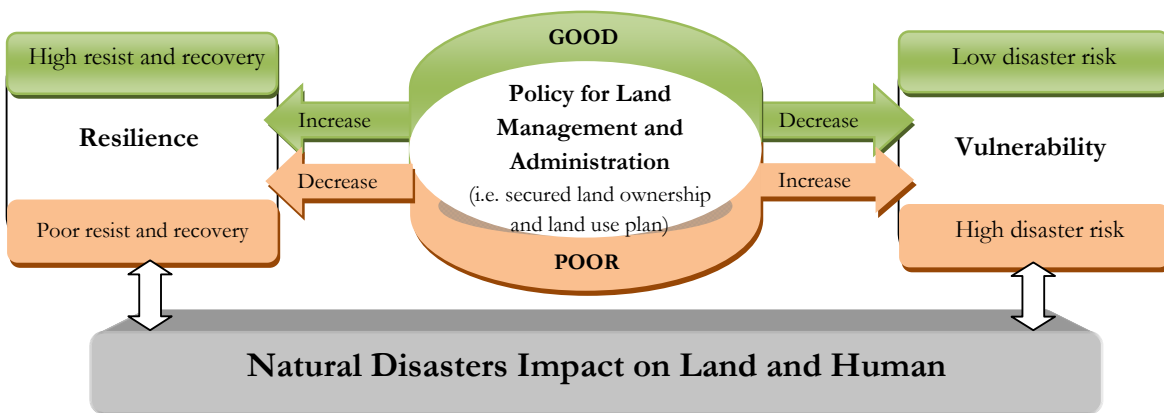 High resist and recovery
Resilience
Poor resist and recovery
Increase
Decrease
GOOD
Policy for Land
Management and
Administration
(i.e. secured land ownership
and land use plan)
POOR
Decrease
Increase
Low disaster risk
Vulnerability
High disaster risk
Natural Disasters Impact on Land and Human